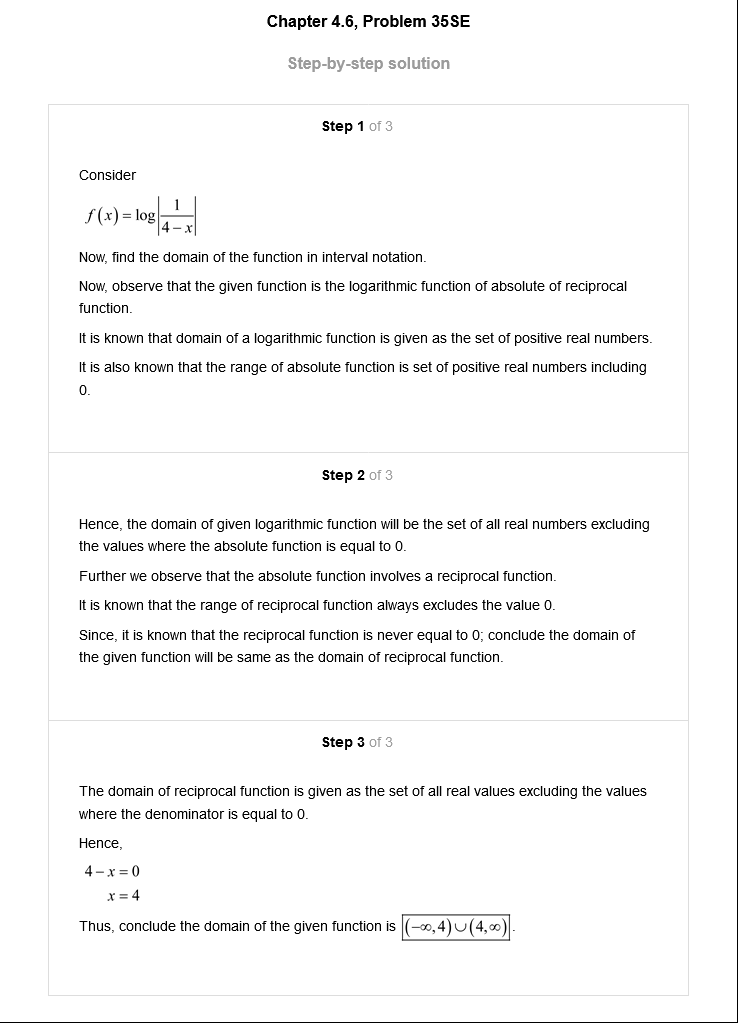 Chapter 4.6, Problem 35SE
Step-by-step solution
Step 1 of 3
Consider
f(x) = log|1/(4−x)|
Now, find the domain of the function in interval notation.
Now, observe that the given function is the logarithmic function of absolute of reciprocal
function.
It is known that domain of a logarithmic function is given as the set of positive real numbers.
It is also known that the range of absolute function is set of positive real numbers including
0.
Step 2 of 3
Hence, the domain of given logarithmic function will be the set of all real numbers excluding
the values where the absolute function is equal to 0.
Further we observe that the absolute function involves a reciprocal function.
It is known that the range of reciprocal function always excludes the value 0.
Since, it is known that the reciprocal function is never equal to 0; conclude the domain of
the given function will be same as the domain of reciprocal function.
Step 3 of 3
The domain of reciprocal function is given as the set of all real values excluding the values
where the denominator is equal to 0.
Hence,
4 − x = 0
x = 4
Thus, conclude the domain of the given function is (−∞,4)∪(4,∞).